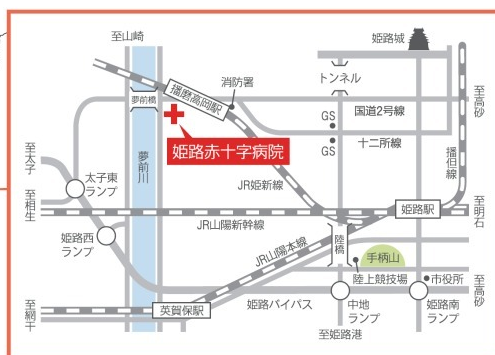 至山崎
姫路城
播磨高岡駅
消防署
トンネル
夢前橋
国道2号線
至高砂
GS
十二所線
GS
播但線
姫路赤十字病院
至太子
夢前川
太子東
ランプ
JR姫新線
至相生
姫路駅
至明石
JR山陽新幹線
姫路西
ランプ
陸橋
手柄山
JR山陽本線
陸上競技場
市役所
至網干
英賀保駅
姫路バイパス
中地
ランプ
姫路南
ランプ
至高砂
至姫路港